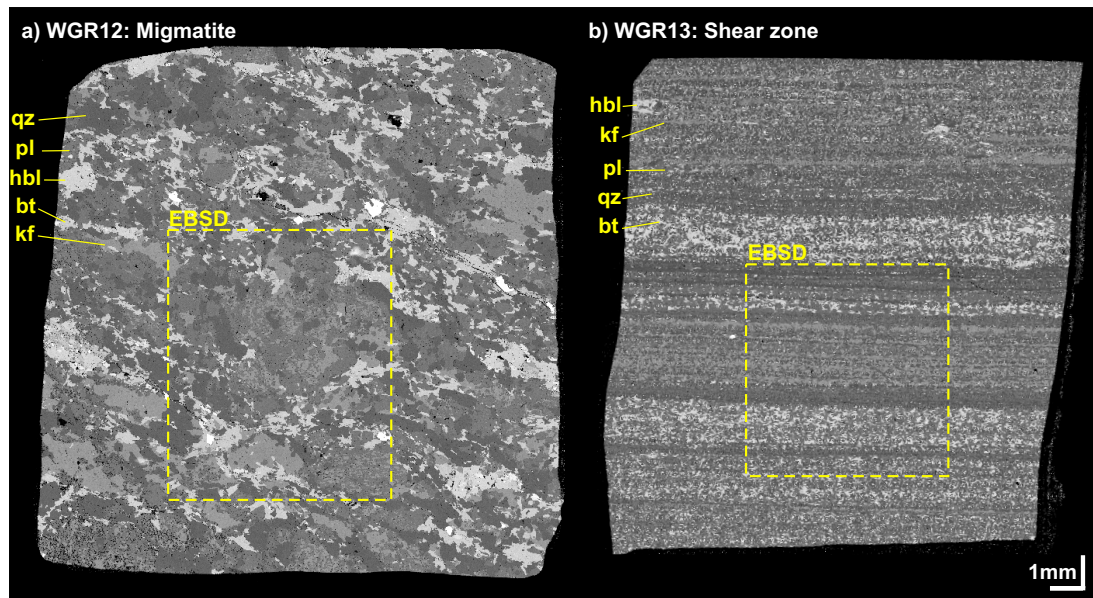 a) WGR12: Migmatite
qz
pl
hbl
bt
kf
EBSD
b) WGR13: Shear zone
hbl
kf
pl
qz
bt
EBSD
1mm